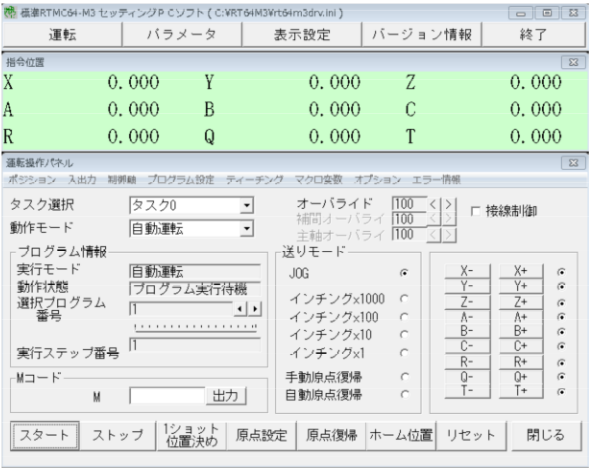 標準RTMC64-M3 セッティングPCソフト ( C:¥RT64M3¥rt64m3drv.ini )
運転 パラメータ 表示設定 バージョン情報 終了
指令位置
X 0.000 Y 0.000 Z 0.000
A 0.000 B 0.000 C 0.000
R 0.000 Q 0.000 T 0.000
運転操作パネル
ポジション 入出力 制御軸 プログラム設定 ティーチング マクロ変数 オプション エラー情報
タスク選択 タスク0 オーバライド 100 < > 接線制御
補間オーバライ 100 < >
動作モード 自動運転 主軸オーバライ 100 < >
プログラム情報 送りモード
実行モード 自動運転 JOG X- X+
動作状態 プログラム実行待機 Y- Y+
選択プログラム番号 1 インチングx1000 Z- Z+
インチングx100 A- A+
インチングx10 B- B+
実行ステップ番号 1 インチングx1 C- C+
Mコード 手動原点復帰 R- R+
M 出力 自動原点復帰 Q- Q+
T- T+
スタート ストップ 1ショット位置決め 原点設定 原点復帰 ホーム位置 リセット 閉じる